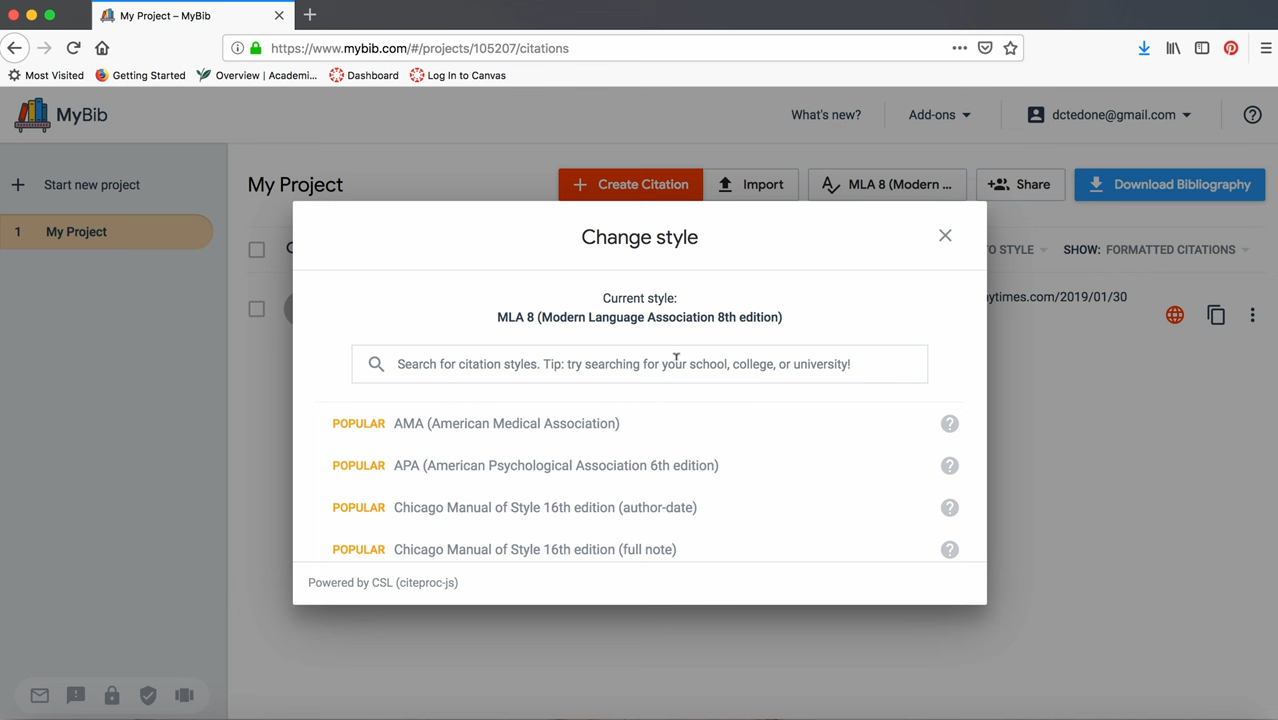 My Project – MyBib
https://www.mybib.com/#/projects/105207/citations
Most Visited Getting Started Overview | Academi... Dashboard Log In to Canvas
MyBib What's new? Add-ons dctedone@gmail.com
Start new project
My Project Create Citation Import MLA 8 (Modern ... Share Download Bibliography
1 My Project
O STYLE SHOW: FORMATTED CITATIONS
Change style
Current style:
MLA 8 (Modern Language Association 8th edition)
ytimes.com/2019/01/30
Search for citation styles. Tip: try searching for your school, college, or university!
POPULAR AMA (American Medical Association)
POPULAR APA (American Psychological Association 6th edition)
POPULAR Chicago Manual of Style 16th edition (author-date)
POPULAR Chicago Manual of Style 16th edition (full note)
Powered by CSL (citeproc-js)